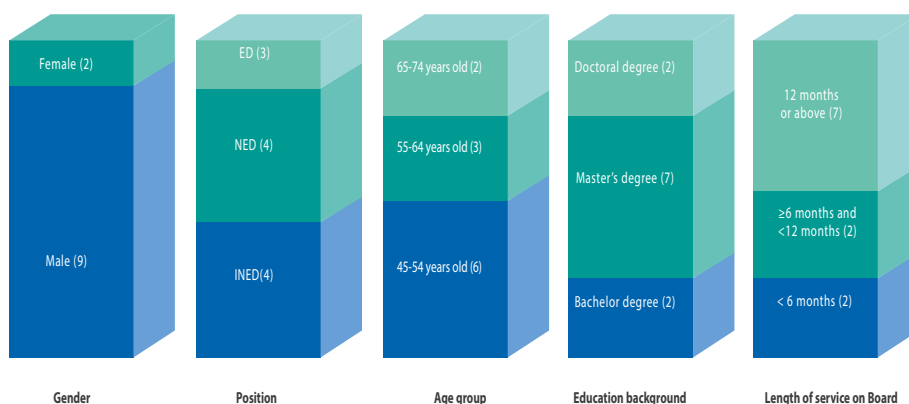 Female (2)
Male (9)
Gender
ED (3)
NED (4)
INED(4)
Position
65-74 years old (2)
55-64 years old (3)
45-54 years old (6)
Age group
Doctoral degree (2)
Master’s degree (7)
Bachelor degree (2)
Education background
12 months
or above (7)
≥6 months and
<12 months (2)
< 6 months (2)
Length of service on Board